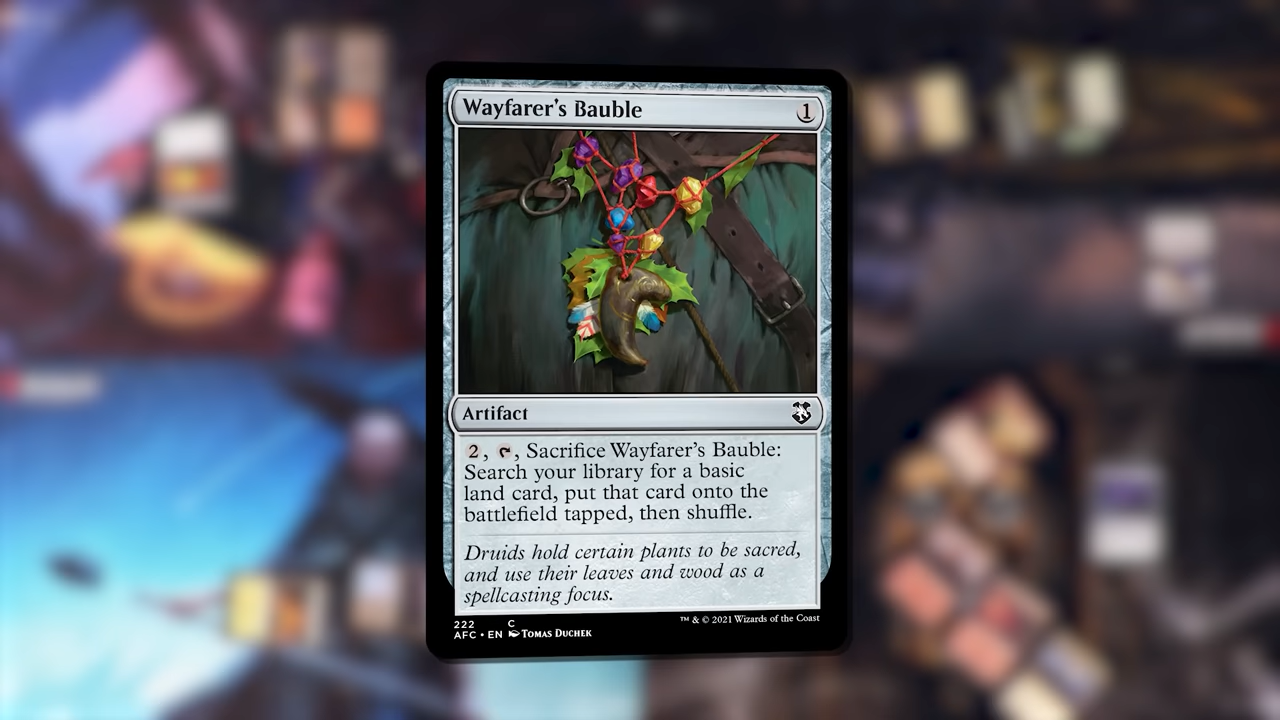 Wayfarer's Bauble 1
Artifact
2, , Sacrifice Wayfarer's Bauble:
Search your library for a basic
land card, put that card onto the
battlefield tapped, then shuffle.
Druids hold certain plants to be sacred,
and use their leaves and wood as a
spellcasting focus.
222 C
AFC • EN Tomas Duchek
™ & © 2021 Wizards of the Coast